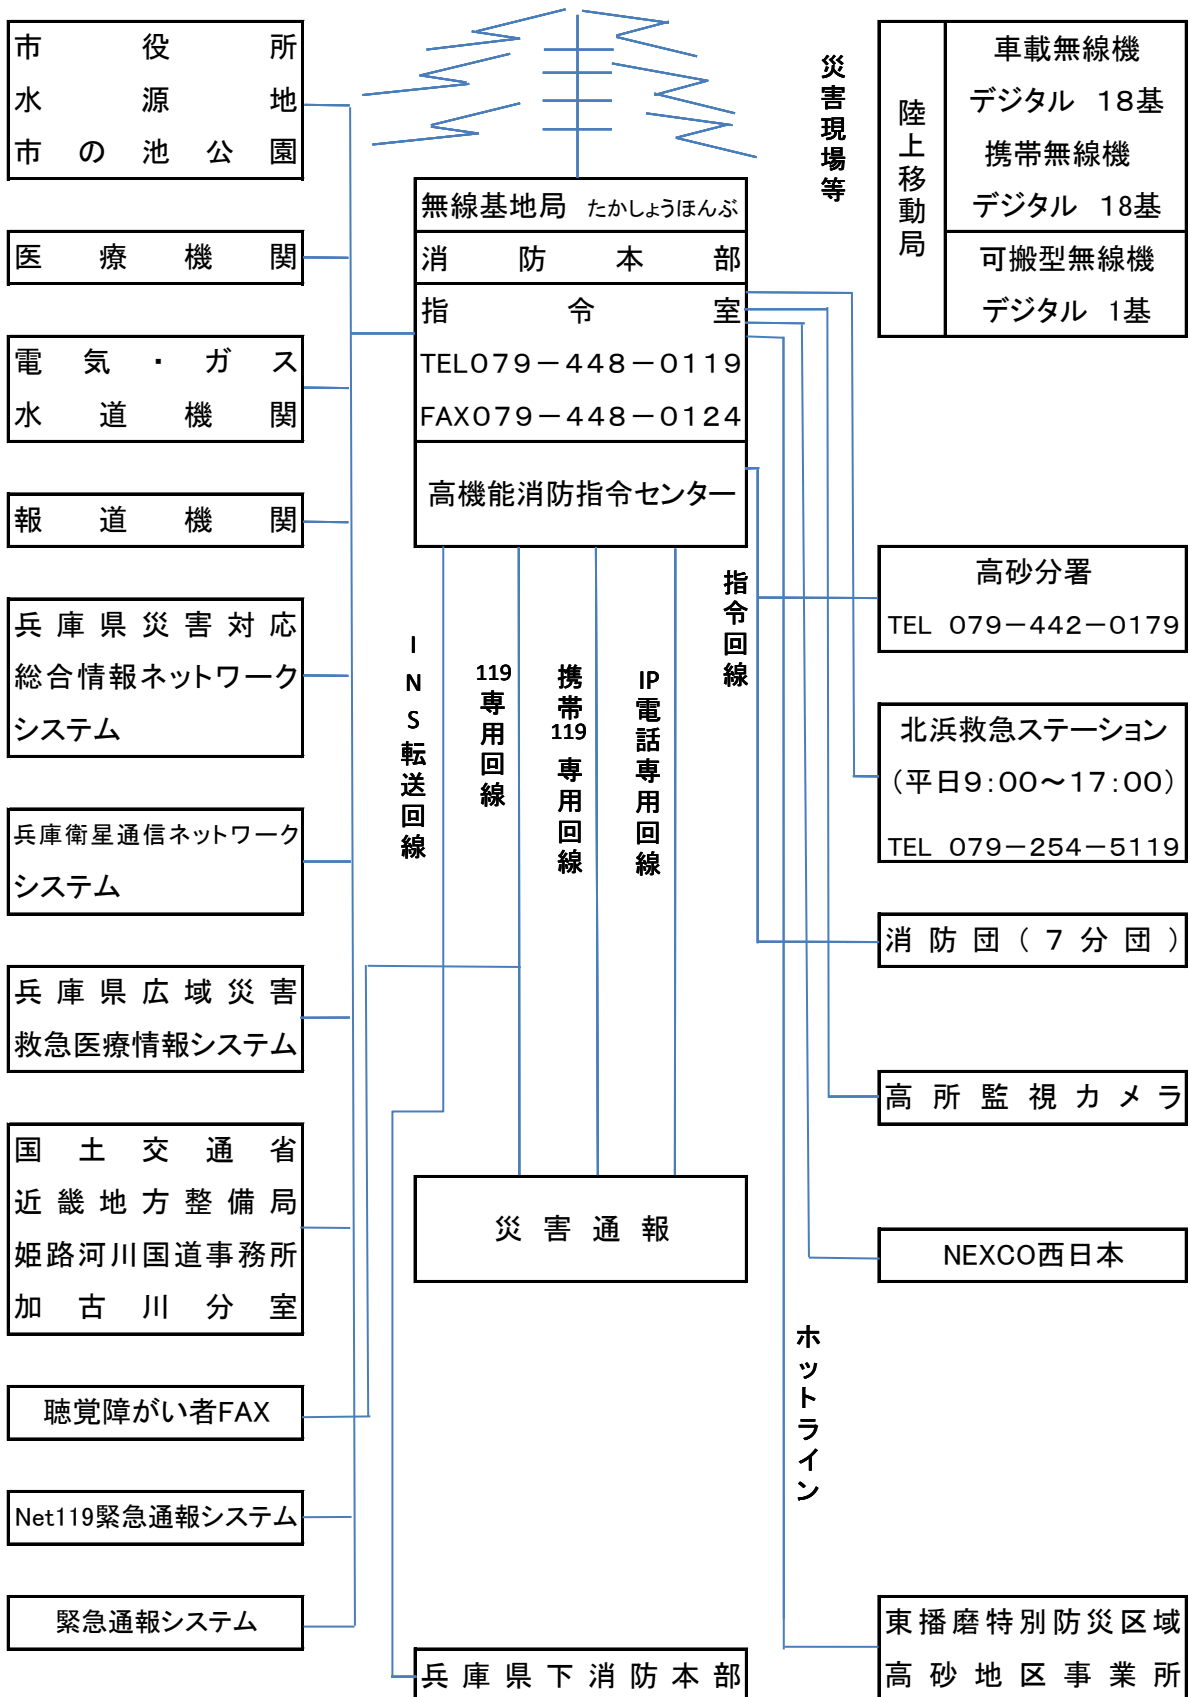 市役所
水源地
市の池公園
医療機関
電気・ガス
水道機関
報道機関
兵庫県災害対応
総合情報ネットワーク
システム
兵庫衛星通信ネットワーク
システム
兵庫県広域災害
救急医療情報システム
国土交通省
近畿地方整備局
姫路河川国道事務所
加古川分室
聴覚障がい者FAX
Net119緊急通報システム
緊急通報システム
無線基地局 たかしょうほんぶ
消防本部
指令室
TEL079-448-0119
FAX079-448-0124
高機能消防指令センター
INS転送回線
119専用回線
携帯119専用回線
IP電話専用回線
指令回線
災害通報
兵庫県下消防本部
災害現場等
陸上移動局
車載無線機
デジタル 18基
携帯無線機
デジタル 18基
可搬型無線機
デジタル 1基
高砂分署
TEL 079-442-0179
北浜救急ステーション
(平日9:00～17:00)
TEL 079-254-5119
消防団(7分団)
高所監視カメラ
NEXCO西日本
ホットライン
東播磨特別防災区域
高砂地区事業所